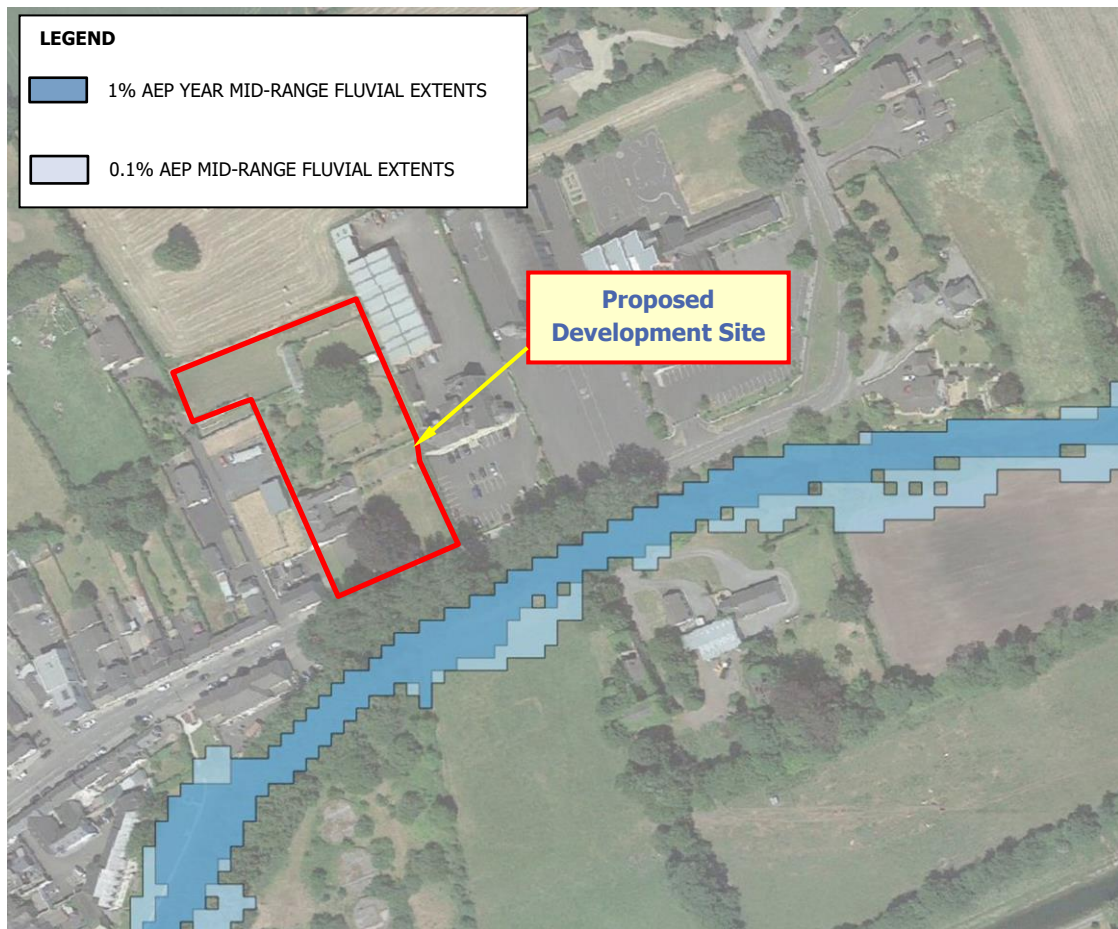 LEGEND
1% AEP YEAR MID-RANGE FLUVIAL EXTENTS
0.1% AEP MID-RANGE FLUVIAL EXTENTS
Proposed
Development Site